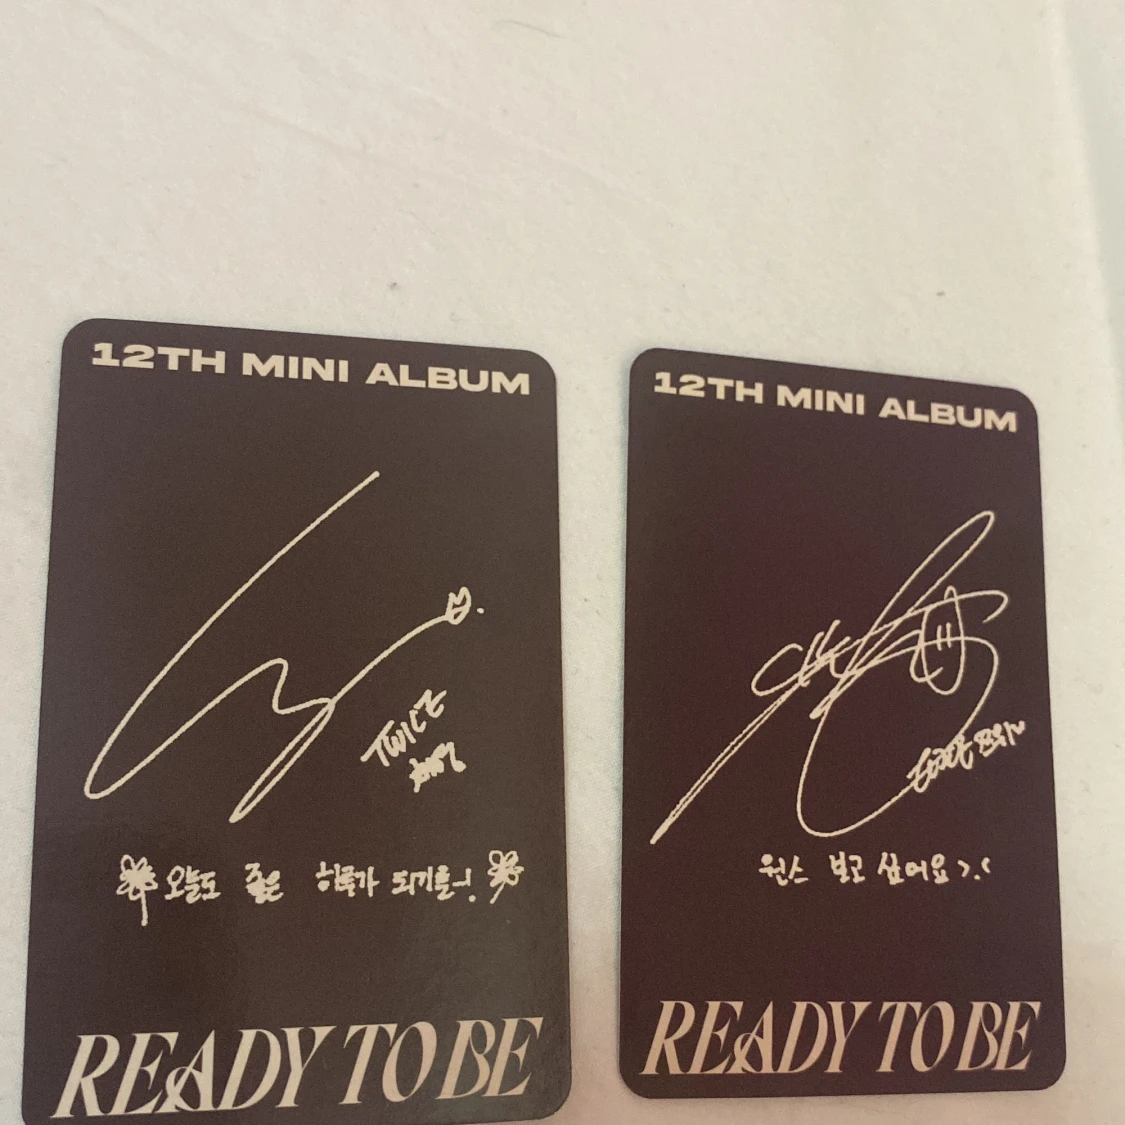 12TH MINI ALBUM
TWICE
오늘도 좋은 하루가 되기를~!
READY TO BE
12TH MINI ALBUM
원스 보고 싶어요 >.<
READY TO BE